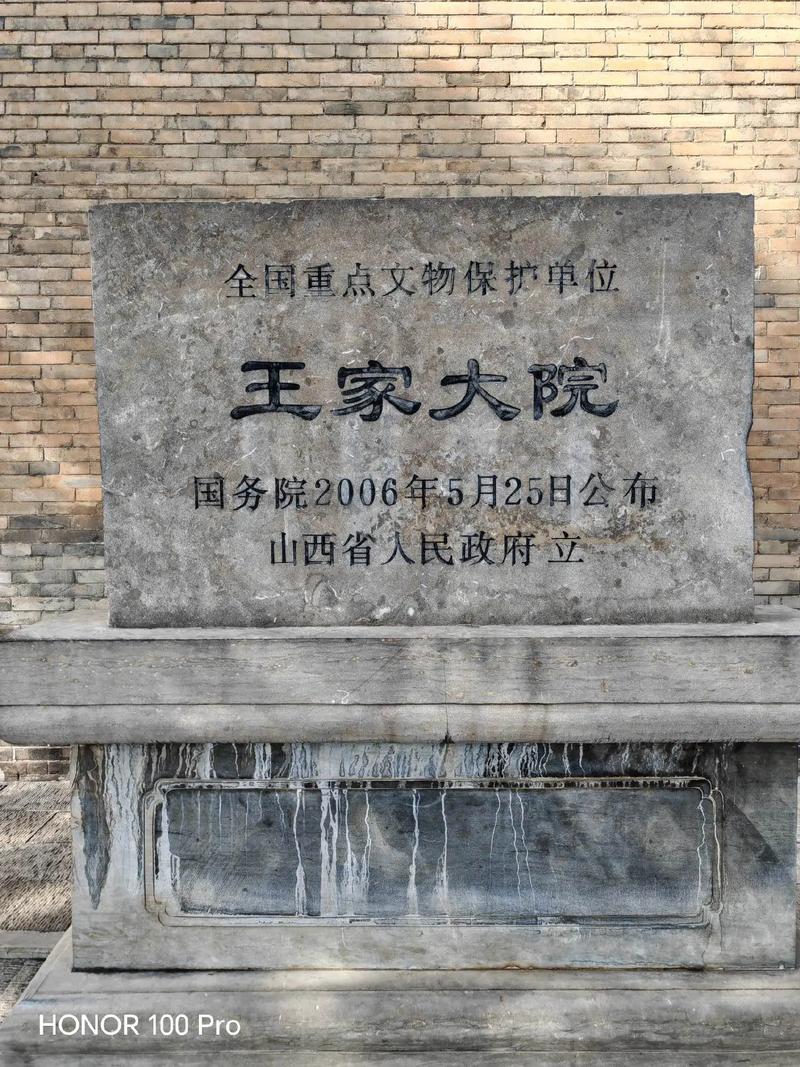 全国重点文物保护单位
王家大院
国务院2006年5月25日公布
山西省人民政府 立
HONOR 100 Pro